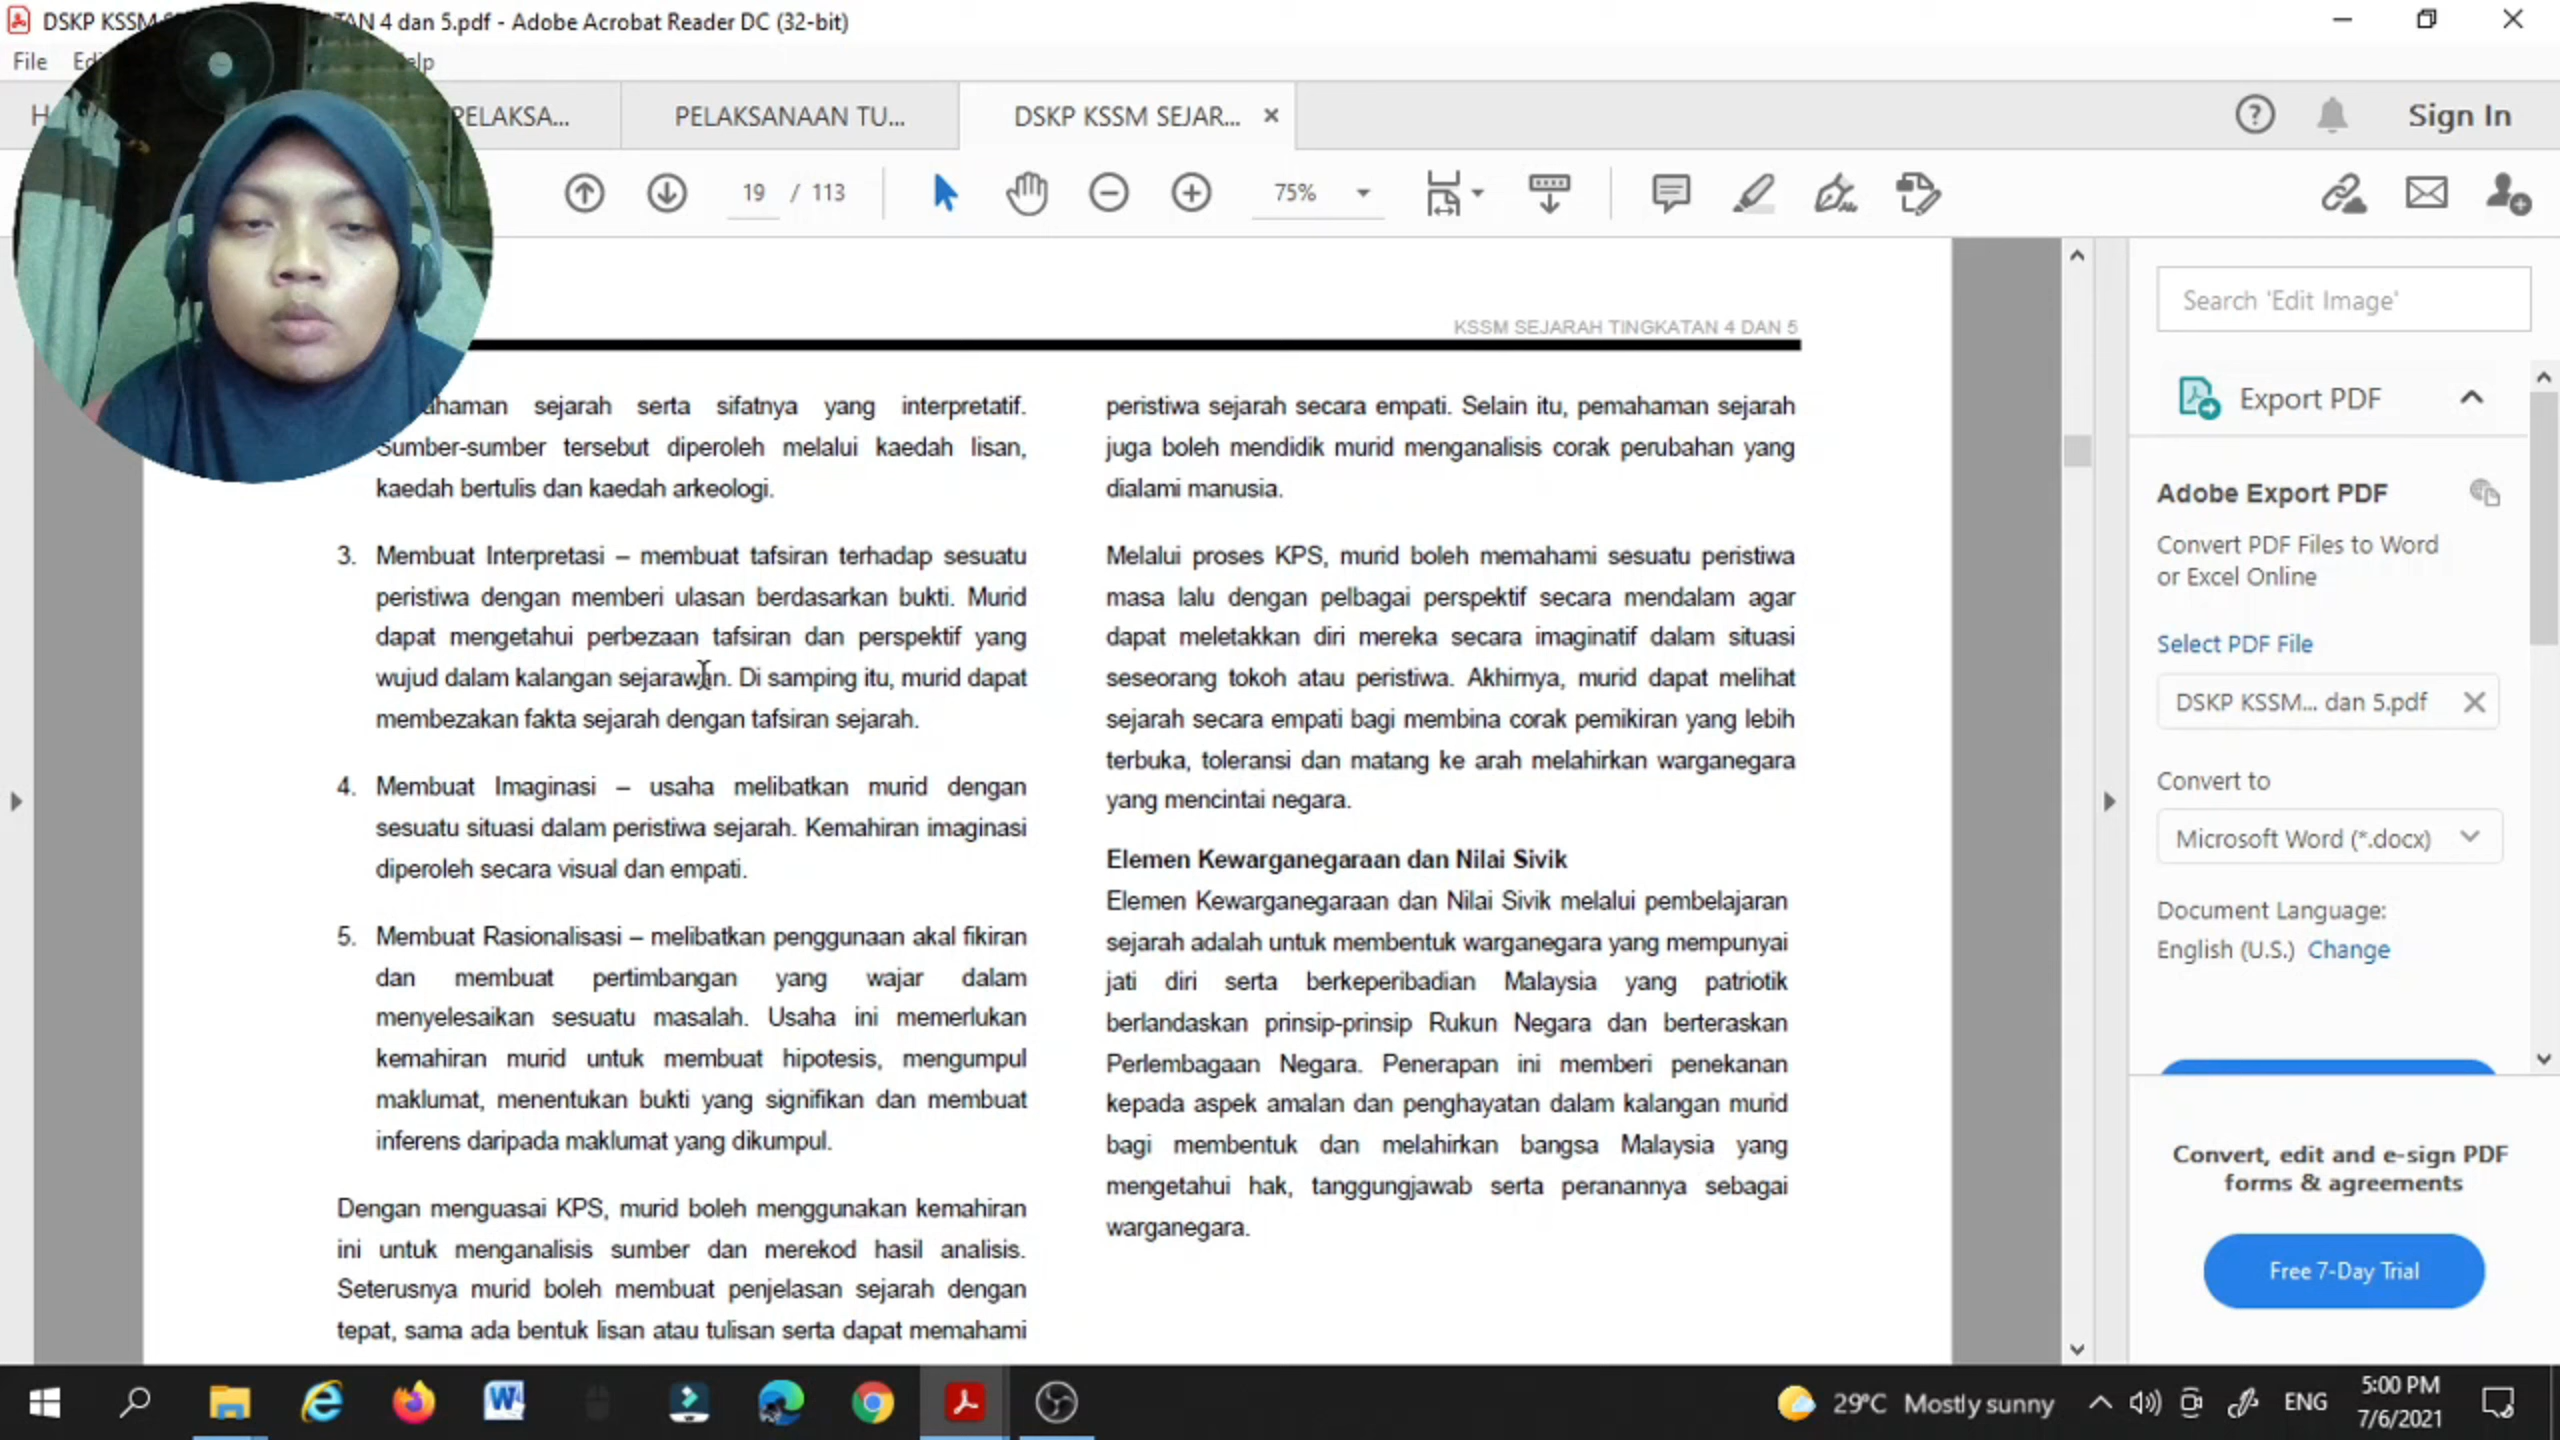 DSKP KSSM
TAN 4 dan 5.pdf - Adobe Acrobat Reader DC (32-bit)
File
PELAKSA...
PELAKSANAAN TU...
DSKP KSSM SEJAR...
Sign In
19 / 113
75%
KSSM SEJARAH TINGKATAN 4 DAN 5
sejarah serta sifatnya yang interpretatif.
Sumber-sumber tersebut diperoleh melalui kaedah lisan,
kaedah bertulis dan kaedah arkeologi.
3. Membuat Interpretasi – membuat tafsiran terhadap sesuatu
peristiwa dengan memberi ulasan berdasarkan bukti. Murid
dapat mengetahui perbezaan tafsiran dan perspektif yang
wujud dalam kalangan sejarawan. Di samping itu, murid dapat
membezakan fakta sejarah dengan tafsiran sejarah.
4. Membuat Imaginasi – usaha melibatkan murid dengan
sesuatu situasi dalam peristiwa sejarah. Kemahiran imaginasi
diperoleh secara visual dan empati.
5. Membuat Rasionalisasi – melibatkan penggunaan akal fikiran
dan membuat pertimbangan yang wajar dalam
menyelesaikan sesuatu masalah. Usaha ini memerlukan
kemahiran murid untuk membuat hipotesis, mengumpul
maklumat, menentukan bukti yang signifikan dan membuat
inferens daripada maklumat yang dikumpul.
Dengan menguasai KPS, murid boleh menggunakan kemahiran
ini untuk menganalisis sumber dan merekod hasil analisis.
Seterusnya murid boleh membuat penjelasan sejarah dengan
tepat, sama ada bentuk lisan atau tulisan serta dapat memahami
peristiwa sejarah secara empati. Selain itu, pemahaman sejarah
juga boleh mendidik murid menganalisis corak perubahan yang
dialami manusia.
Melalui proses KPS, murid boleh memahami sesuatu peristiwa
masa lalu dengan pelbagai perspektif secara mendalam agar
dapat meletakkan diri mereka secara imaginatif dalam situasi
seseorang tokoh atau peristiwa. Akhirnya, murid dapat melihat
sejarah secara empati bagi membina corak pemikiran yang lebih
terbuka, toleransi dan matang ke arah melahirkan warganegara
yang mencintai negara.
Elemen Kewarganegaraan dan Nilai Sivik
Elemen Kewarganegaraan dan Nilai Sivik melalui pembelajaran
sejarah adalah untuk membentuk warganegara yang mempunyai
jati diri serta berkeperibadian Malaysia yang patriotik
berlandaskan prinsip-prinsip Rukun Negara dan berteraskan
Perlembagaan Negara. Penerapan ini memberi penekanan
kepada aspek amalan dan penghayatan dalam kalangan murid
bagi membentuk dan melahirkan bangsa Malaysia yang
mengetahui hak, tanggungjawab serta peranannya sebagai
warganegara.
Search 'Edit Image'
Export PDF
Adobe Export PDF
Convert PDF Files to Word
or Excel Online
Select PDF File
DSKP KSSM... dan 5.pdf
Convert to
Microsoft Word (*.docx)
Document Language:
English (U.S.) Change
Convert, edit and e-sign PDF
forms & agreements
Free 7-Day Trial
29°C Mostly sunny
ENG
5:00 PM
7/6/2021